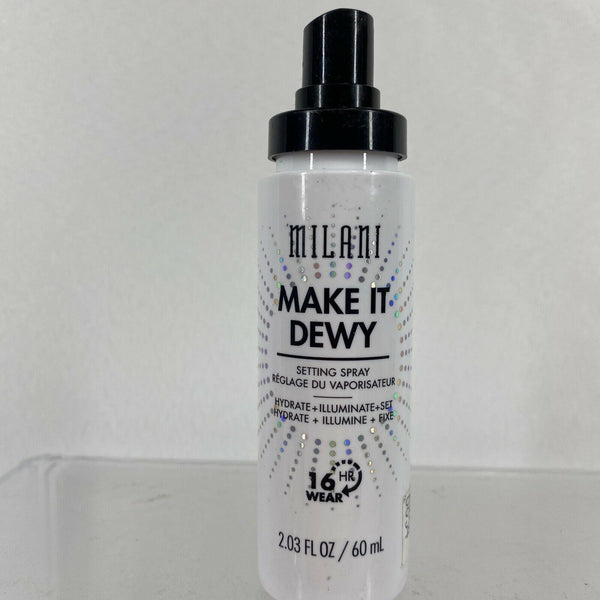 MILANI
MAKE IT
DEWY
SETTING SPRAY
RÉGLAGE DU VAPORISATEUR
HYDRATE + ILLUMINATE + SET
HYDRATE + ILLUMINE + FIXE
16 HR
WEAR
2.03 FL OZ / 60 mL